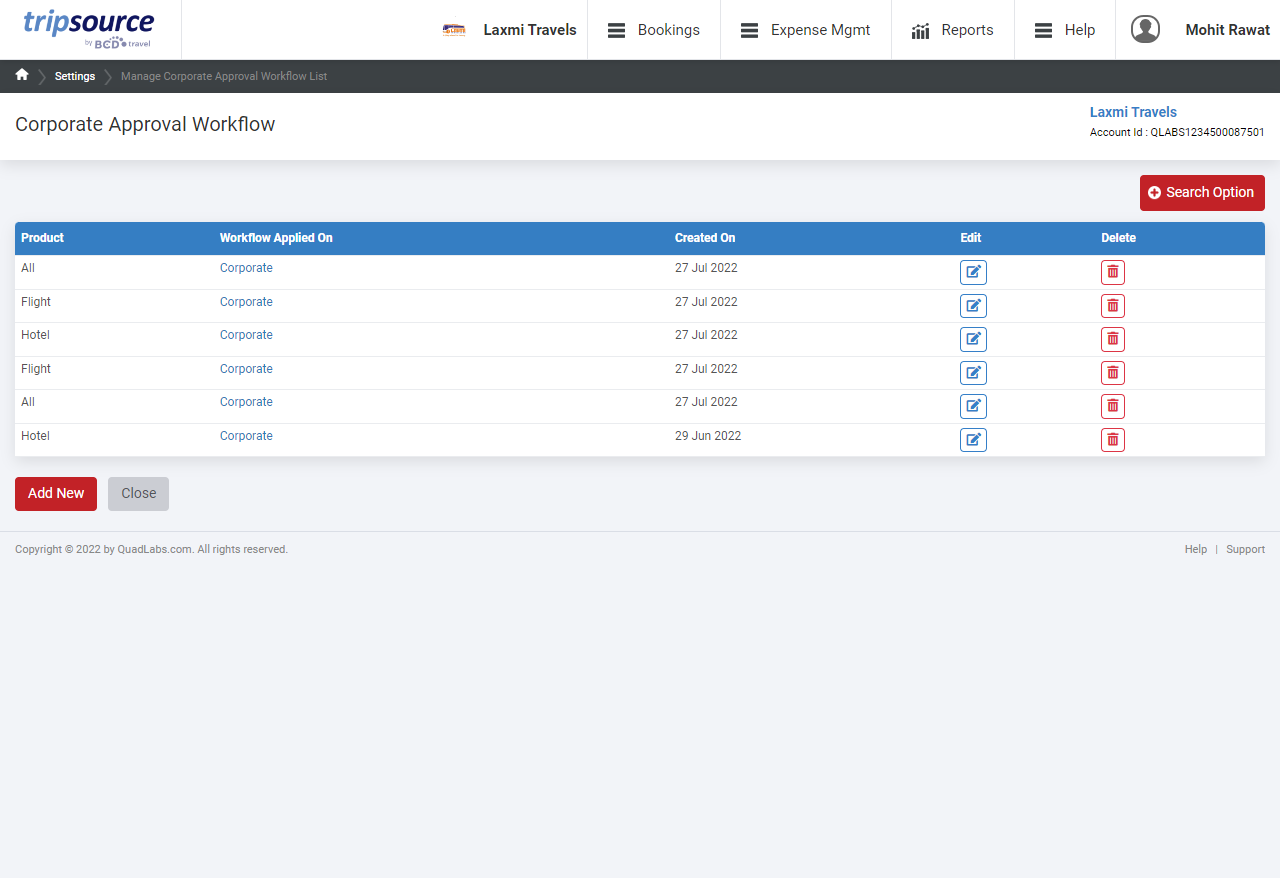 tripsource
by BCD travel
Laxmi Travels
Bookings
Expense Mgmt
Reports
Help
Mohit Rawat
Settings
Manage Corporate Approval Workflow List
Corporate Approval Workflow
Laxmi Travels
Account Id : QLABS1234500087501
Search Option
Product Workflow Applied On Created On Edit Delete
All Corporate 27 Jul 2022
Flight Corporate 27 Jul 2022
Hotel Corporate 27 Jul 2022
Flight Corporate 27 Jul 2022
All Corporate 27 Jul 2022
Hotel Corporate 29 Jun 2022
Add New Close
Copyright © 2022 by QuadLabs.com. All rights reserved.
Help | Support